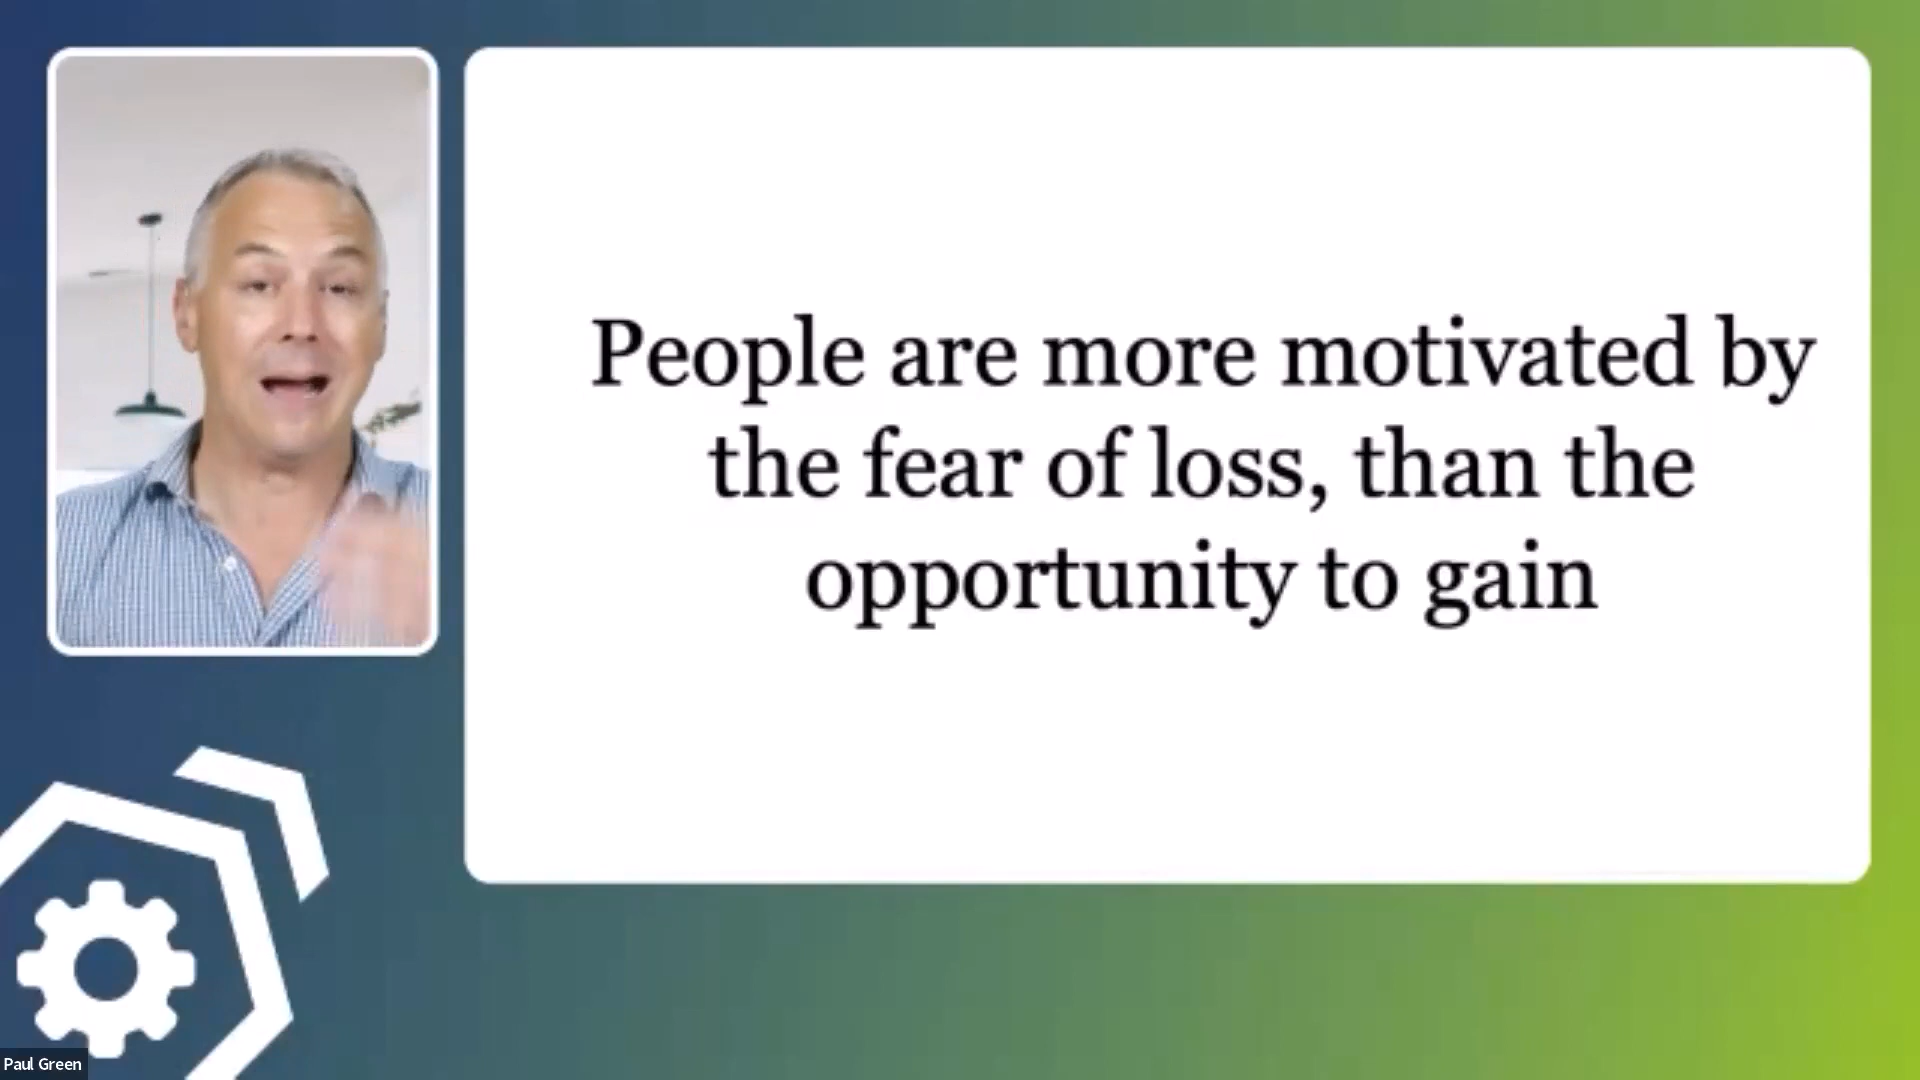 People are more motivated by
the fear of loss, than the
opportunity to gain
Paul Green